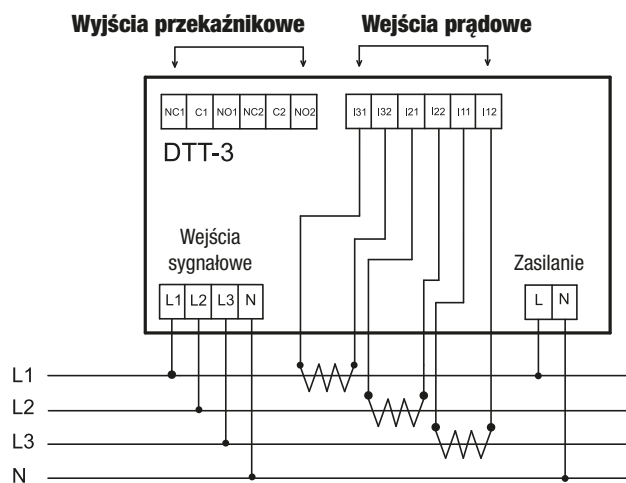 Wyjścia przekaźnikowe Wejścia prądowe
NC1 C1 NO1 NC2 C2 NO2 I31 I32 I21 I22 I11 I12
DTT-3
Wejścia
sygnałowe
Zasilanie
L1 L2 L3 N L N
L1
L2
L3
N